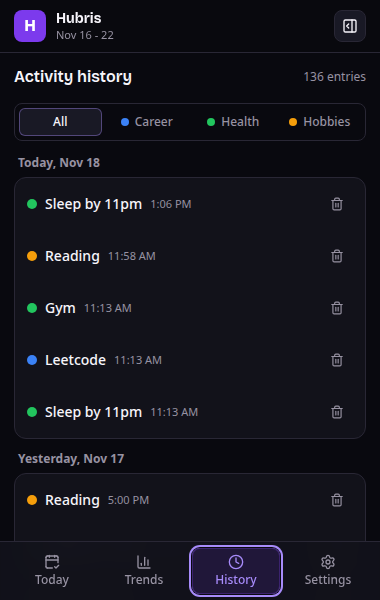 H
Hubris
Nov 16 - 22
Activity history
136 entries
All
Career
Health
Hobbies
Today, Nov 18
Sleep by 11pm 1:06 PM
Reading 11:58 AM
Gym 11:13 AM
Leetcode 11:13 AM
Sleep by 11pm 11:13 AM
Yesterday, Nov 17
Reading 5:00 PM
Today
Trends
History
Settings